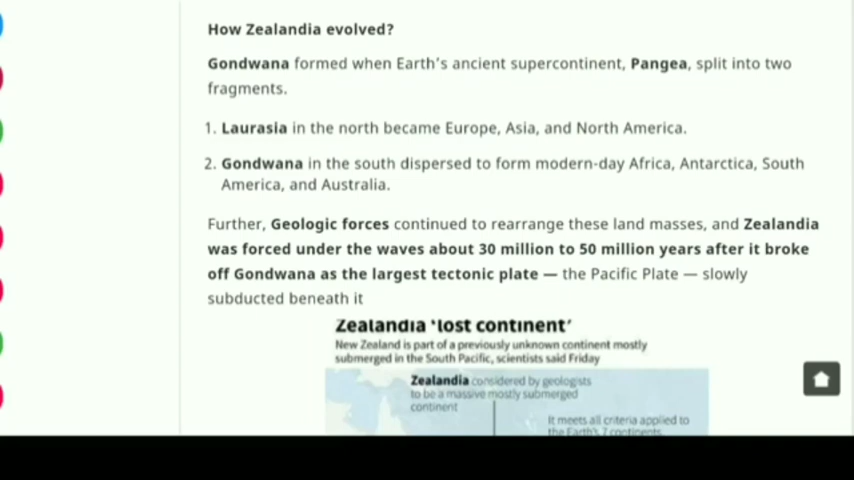 How Zealandia evolved?
Gondwana formed when Earth's ancient supercontinent, Pangea, split into two
fragments.
1. Laurasia in the north became Europe, Asia, and North America.
2. Gondwana in the south dispersed to form modern-day Africa, Antarctica, South
America, and Australia.
Further, Geologic forces continued to rearrange these land masses, and Zealandia
was forced under the waves about 30 million to 50 million years after it broke
off Gondwana as the largest tectonic plate — the Pacific Plate — slowly
subducted beneath it
Zealandia 'lost continent'
New Zealand is part of a previously unknown continent mostly
submerged in the South Pacific, scientists said Friday
Zealandia considered by geologists
to be a massive mostly submerged
continent
It meets all criteria applied to
the Earth's 7 continents